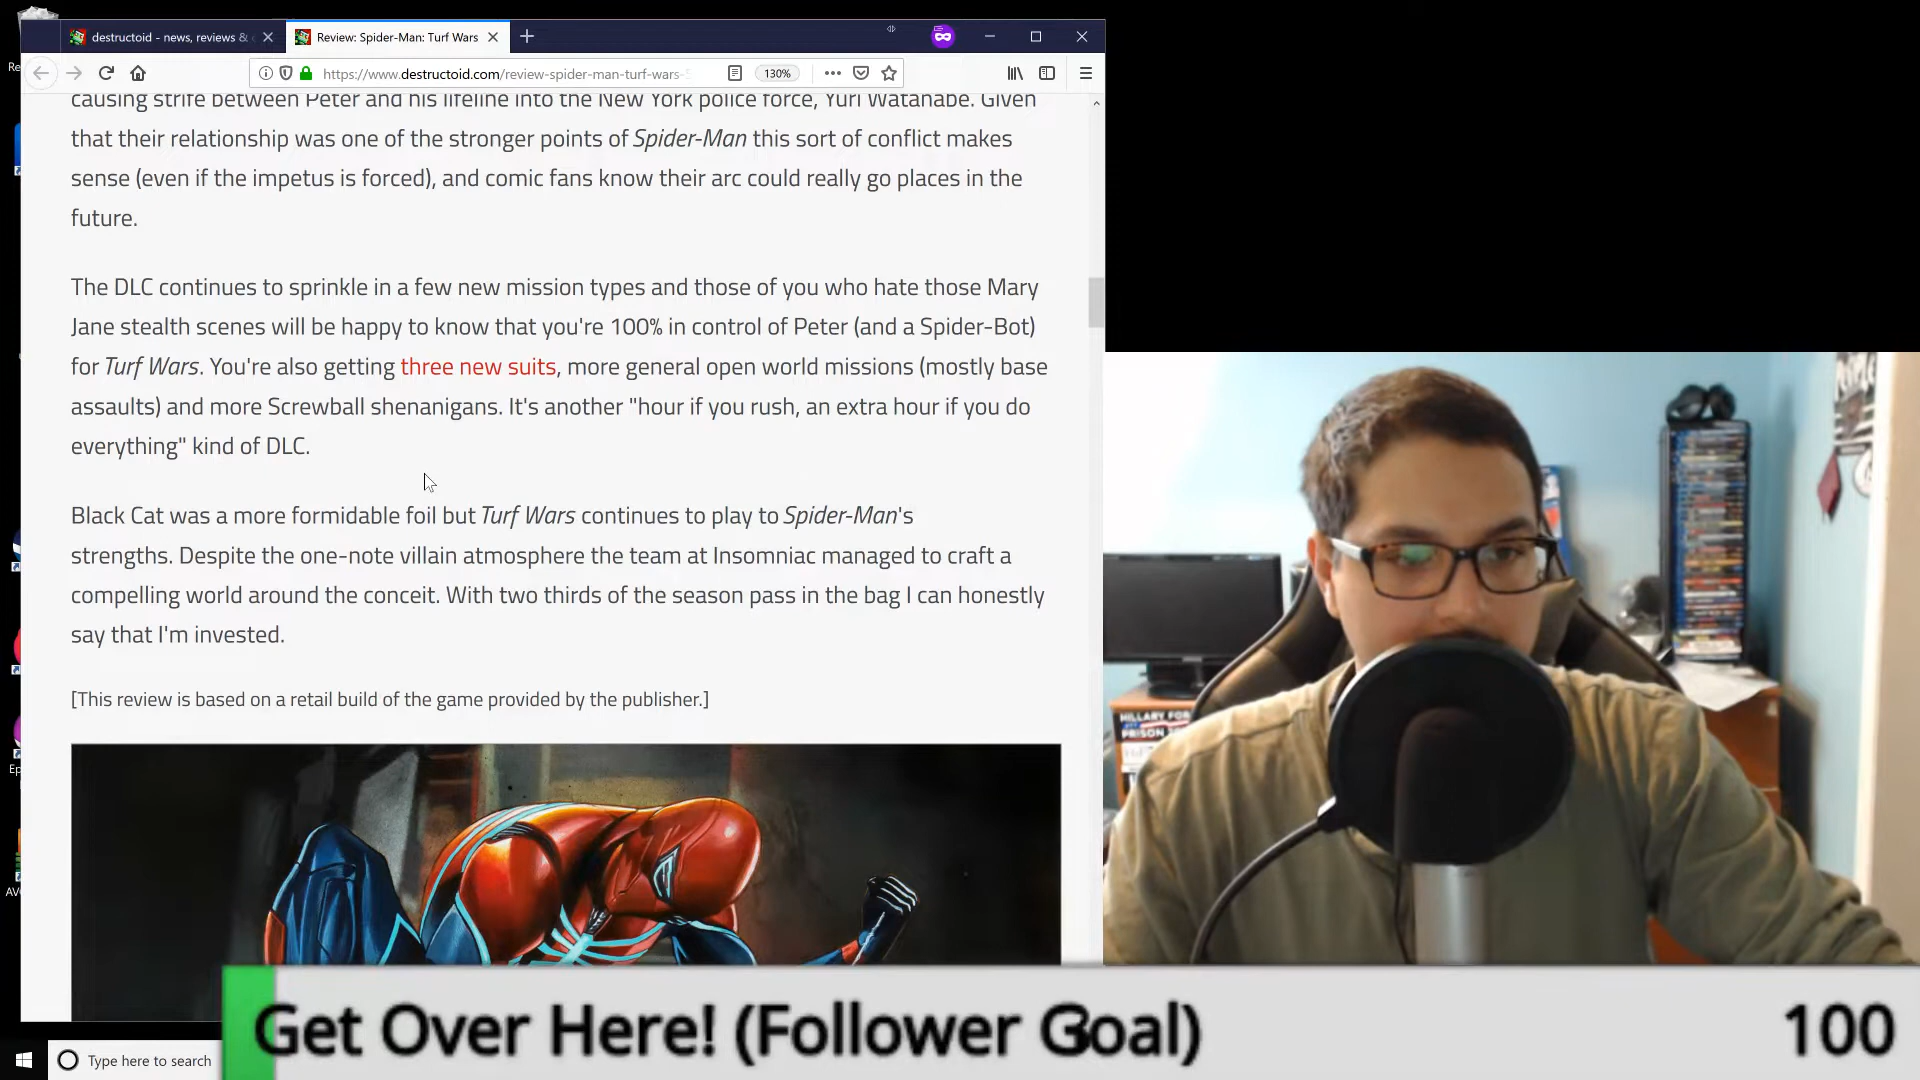 destructoid - news, reviews &
Review: Spider-Man: Turf Wars
https://www.destructoid.com/review-spider-man-turf-wars-
130%
causing strife between Peter and his lifeline into the New York police force, Yuri Watanabe. Given
that their relationship was one of the stronger points of Spider-Man this sort of conflict makes
sense (even if the impetus is forced), and comic fans know their arc could really go places in the
future.
The DLC continues to sprinkle in a few new mission types and those of you who hate those Mary
Jane stealth scenes will be happy to know that you're 100% in control of Peter (and a Spider-Bot)
for Turf Wars. You're also getting three new suits, more general open world missions (mostly base
assaults) and more Screwball shenanigans. It's another "hour if you rush, an extra hour if you do
everything" kind of DLC.
Black Cat was a more formidable foil but Turf Wars continues to play to Spider-Man's
strengths. Despite the one-note villain atmosphere the team at Insomniac managed to craft a
compelling world around the conceit. With two thirds of the season pass in the bag I can honestly
say that I'm invested.
[This review is based on a retail build of the game provided by the publisher.]
HILLARY FOR
PRISON
Get Over Here! (Follower Goal)
3
100
Type here to search